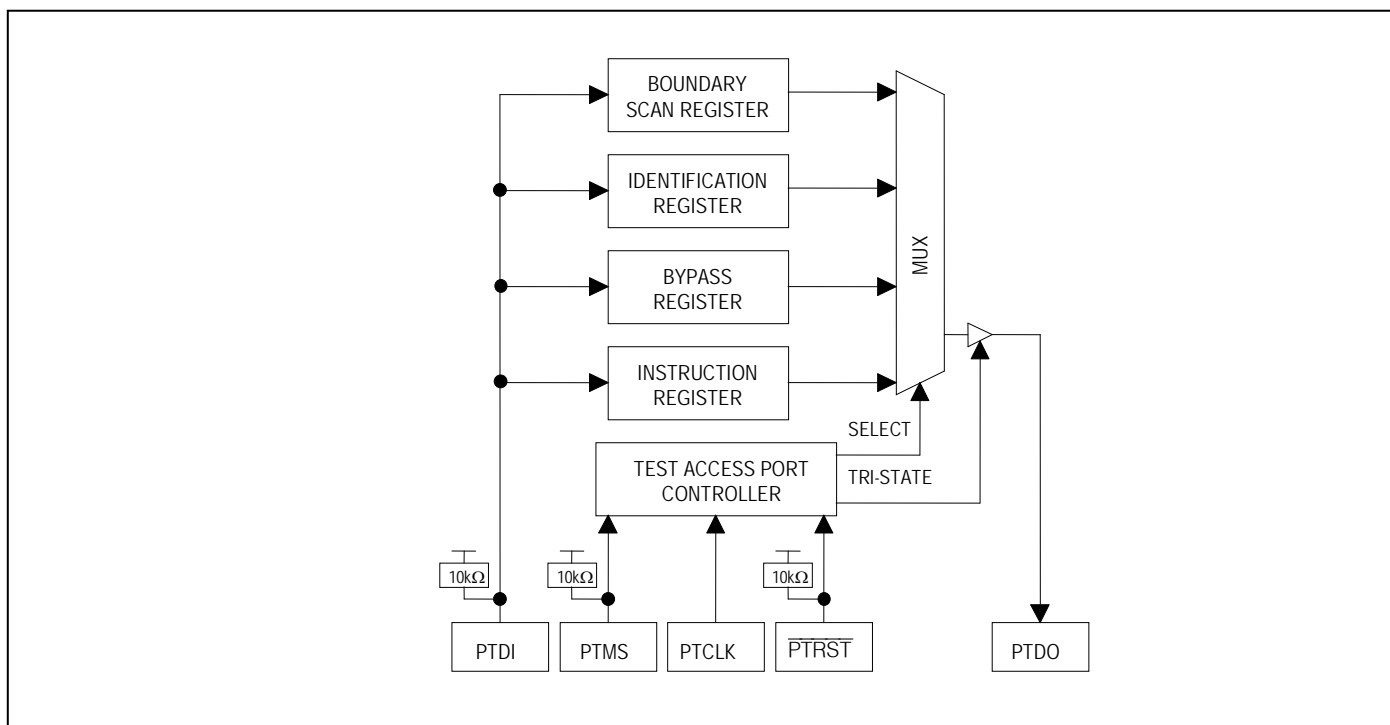 BOUNDARY
SCAN REGISTER
IDENTIFICATION
REGISTER
BYPASS
REGISTER
INSTRUCTION
REGISTER
MUX
SELECT
TEST ACCESS PORT
CONTROLLER
TRI-STATE
10kΩ
10kΩ
10kΩ
PTDI
PTMS
PTCLK
PTRST
PTDO